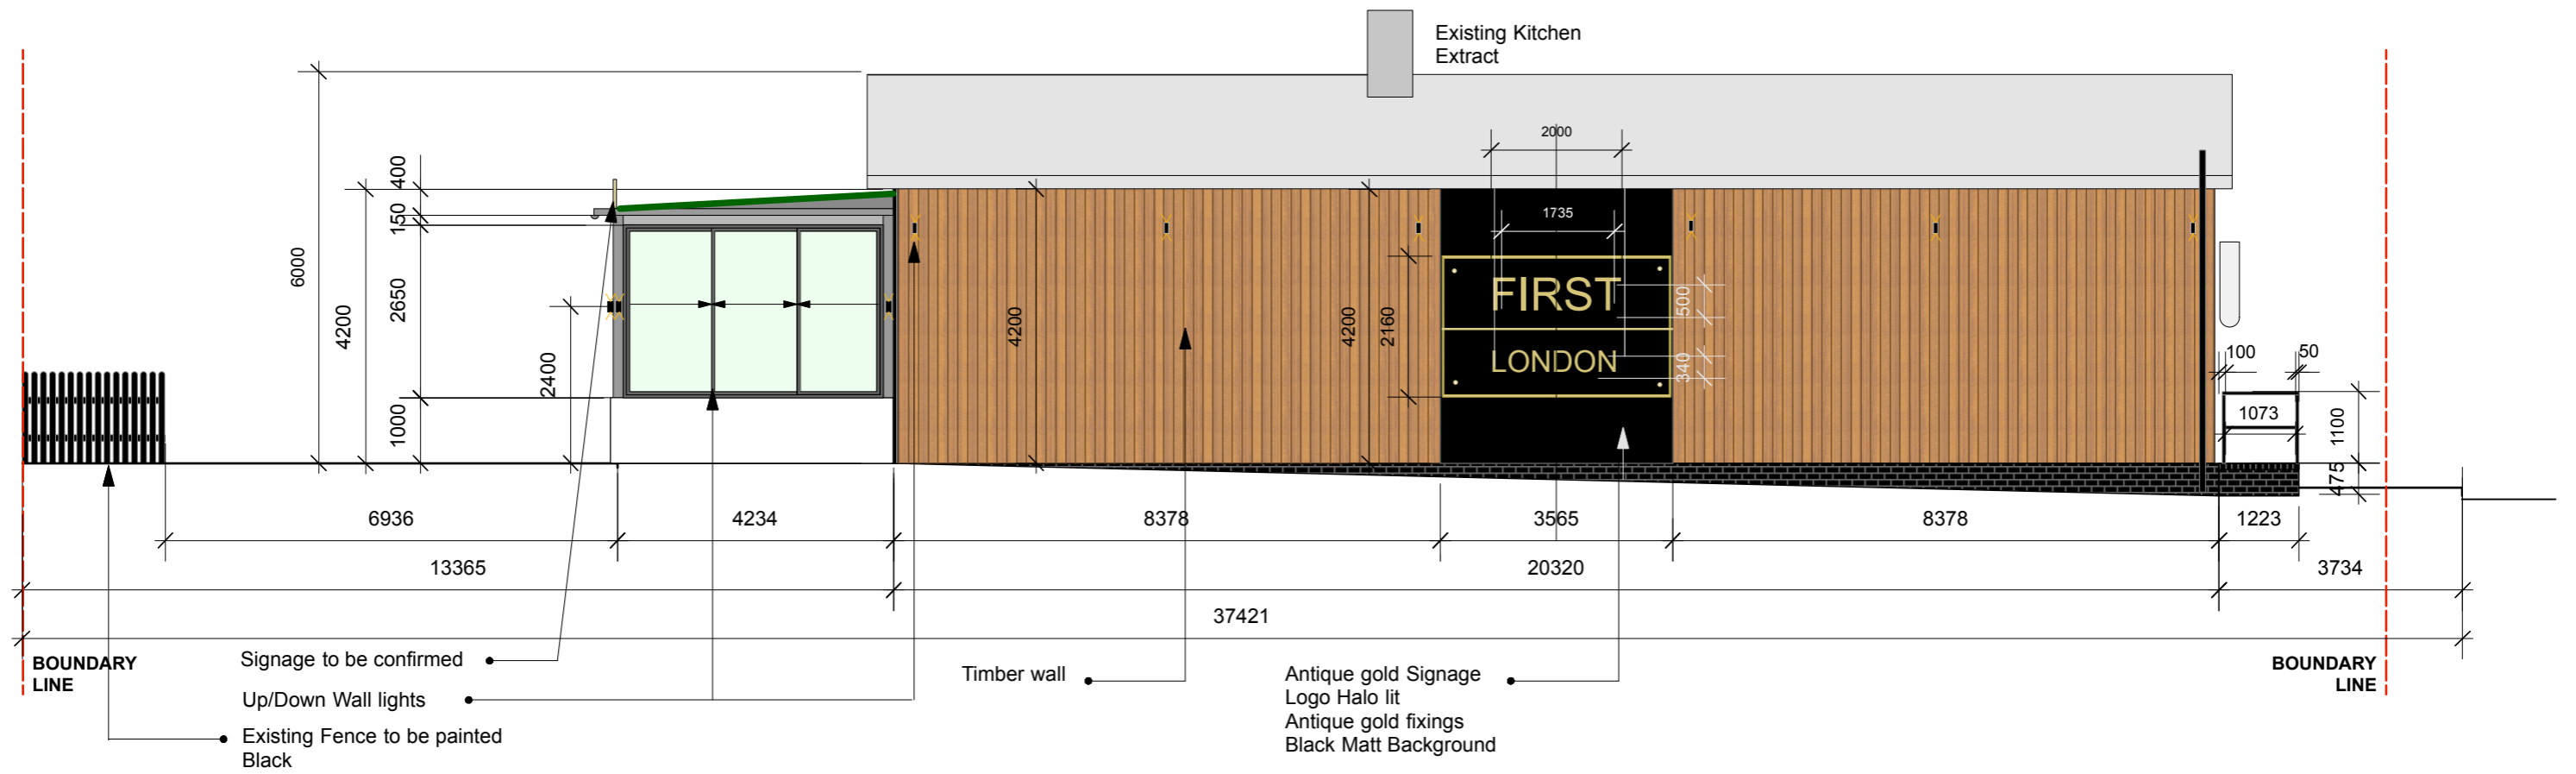 Existing Kitchen
Extract
2000
1735
6000
4200
400
150
2650
1000
2400
4200
4200
2160
FIRST
500
LONDON
340
100
50
1073
1100
475
6936
4234
8378
3565
8378
1223
13365
20320
3734
37421
BOUNDARY
LINE
Signage to be confirmed
Up/Down Wall lights
Existing Fence to be painted
Black
Timber wall
Antique gold Signage
Logo Halo lit
Antique gold fixings
Black Matt Background
BOUNDARY
LINE